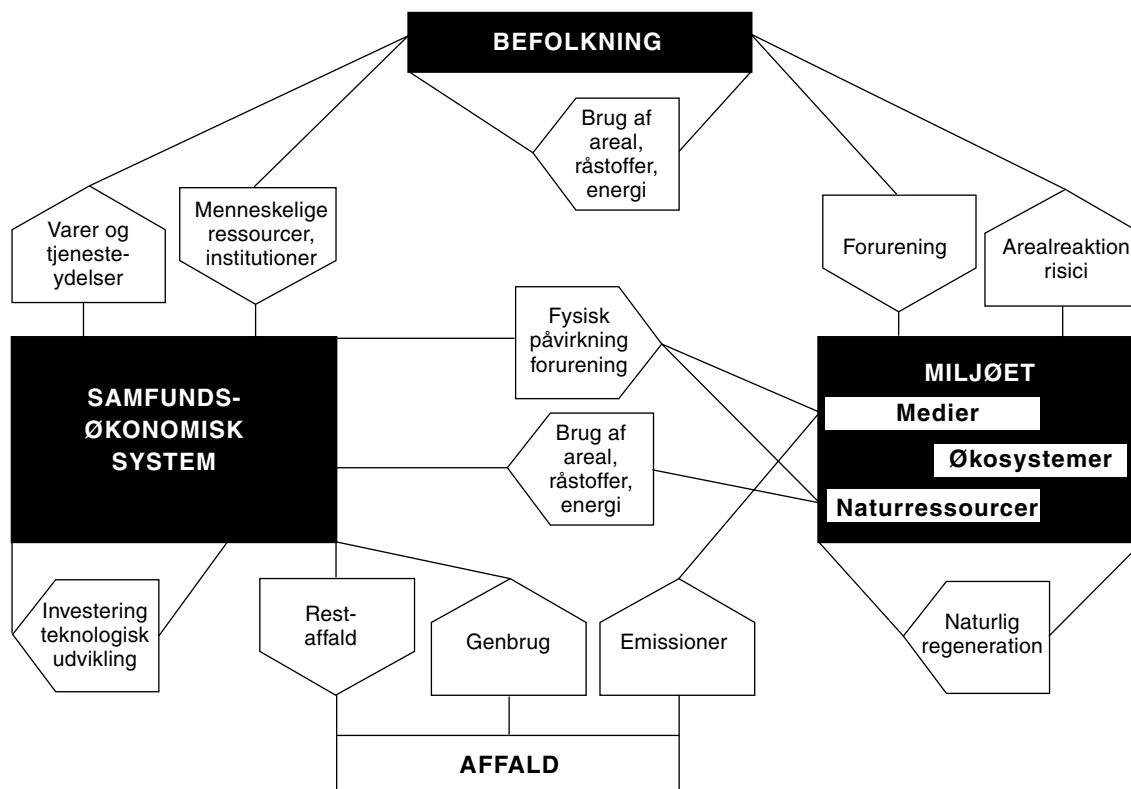 BEFOLKNING
Brug af
areal,
råstoffer,
energi
Varer og
tjeneste-
ydelser
Menneskelige
ressourcer,
institutioner
Forurening
Arealreaktion
risici
Fysisk
påvirkning
forurening
SAMFUNDS-
ØKONOMISK
SYSTEM
Brug af
areal,
råstoffer,
energi
MILJØET
Medier
Økosystemer
Naturressourcer
Investering
teknologisk
udvikling
Rest-
affald
Genbrug
Emissioner
Naturlig
regeneration
AFFALD